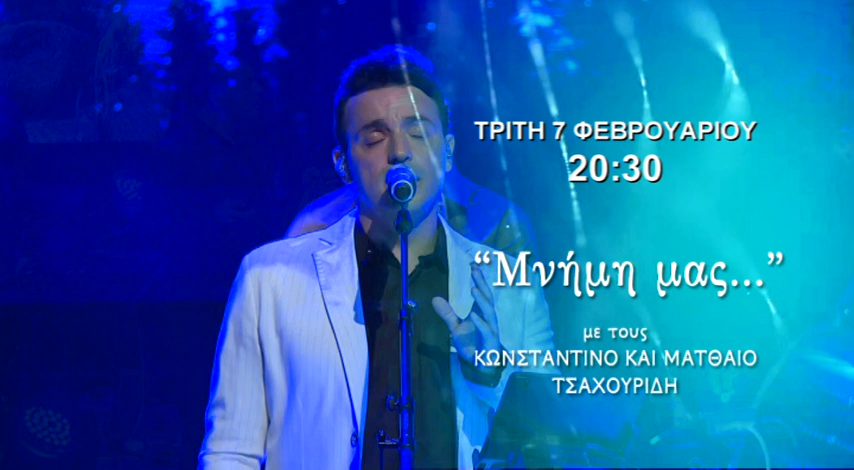 ΤΡΙΤΗ 7 ΦΕΒΡΟΥΑΡΙΟΥ
20:30
“Μνήμη μας...”
με τους
ΚΩΝΣΤΑΝΤΙΝΟ ΚΑΙ ΜΑΤΘΑΙΟ
ΤΣΑΧΟΥΡΙΔΗ